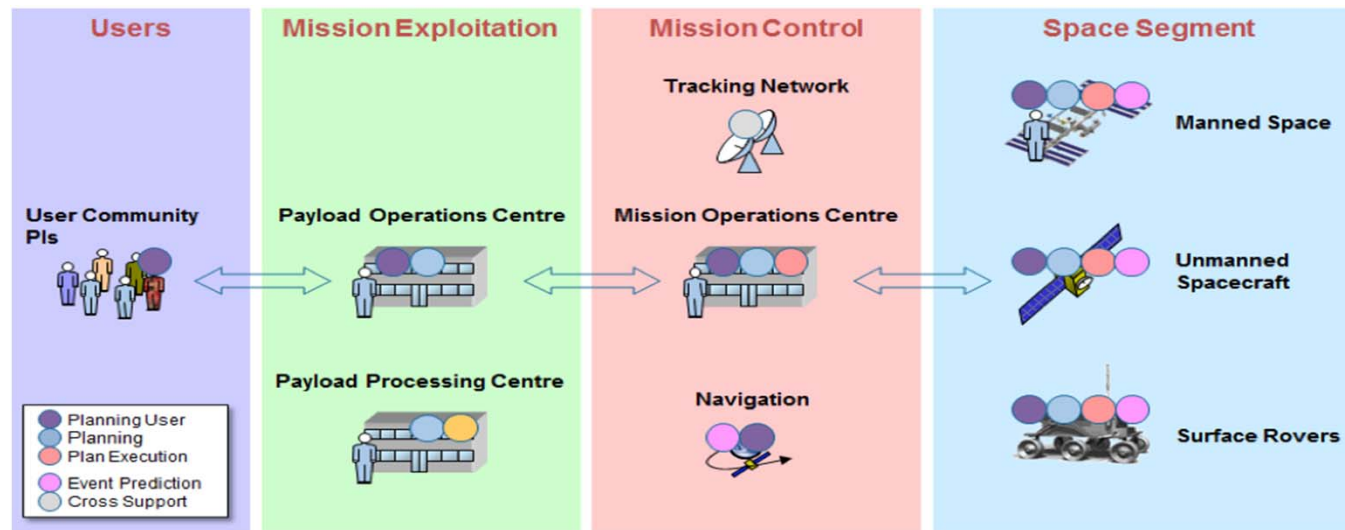 Users
Mission Exploitation
Mission Control
Space Segment
Tracking Network
Manned Space
User Community
PIs
Payload Operations Centre
Mission Operations Centre
Unmanned
Spacecraft
Payload Processing Centre
Navigation
Surface Rovers
Planning User
Planning
Plan Execution
Event Prediction
Cross Support